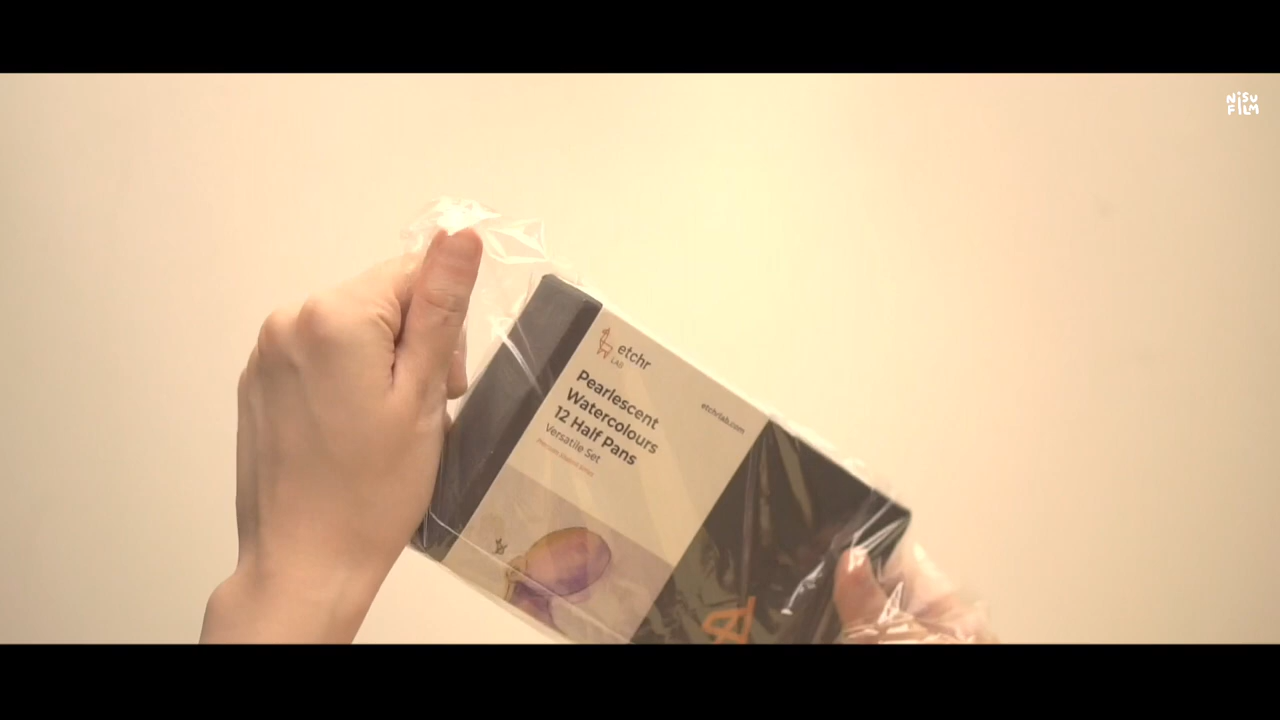 NiSU
FILM
etchr
LAB
etchrlab.com
Pearlescent
Watercolours
12 Half Pans
Versatile Set